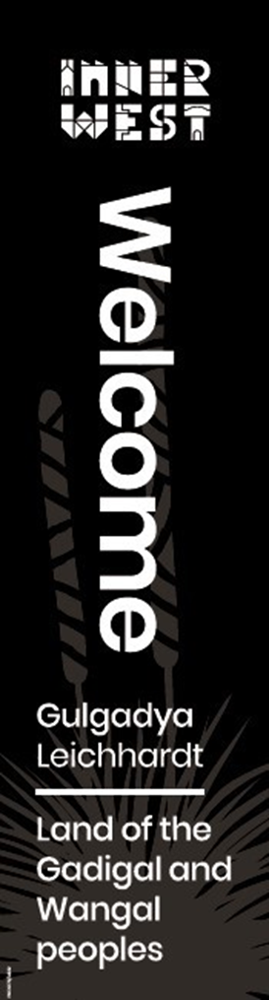 INNER
WEST
Welcome
Gulgadya
Leichhardt
Land of the
Gadigal and
Wangal
peoples